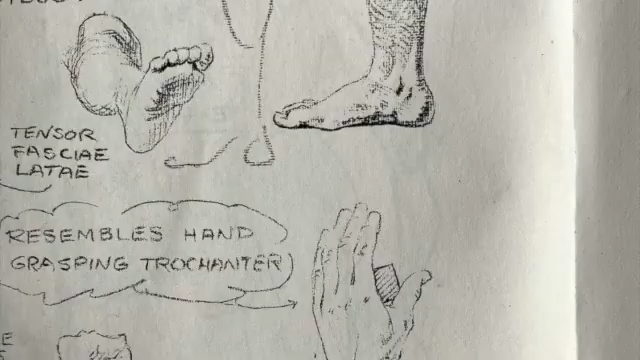 TENSOR
FASCIAE
LATAE
RESEMBLES HAND
GRASPING TROCHANTER)